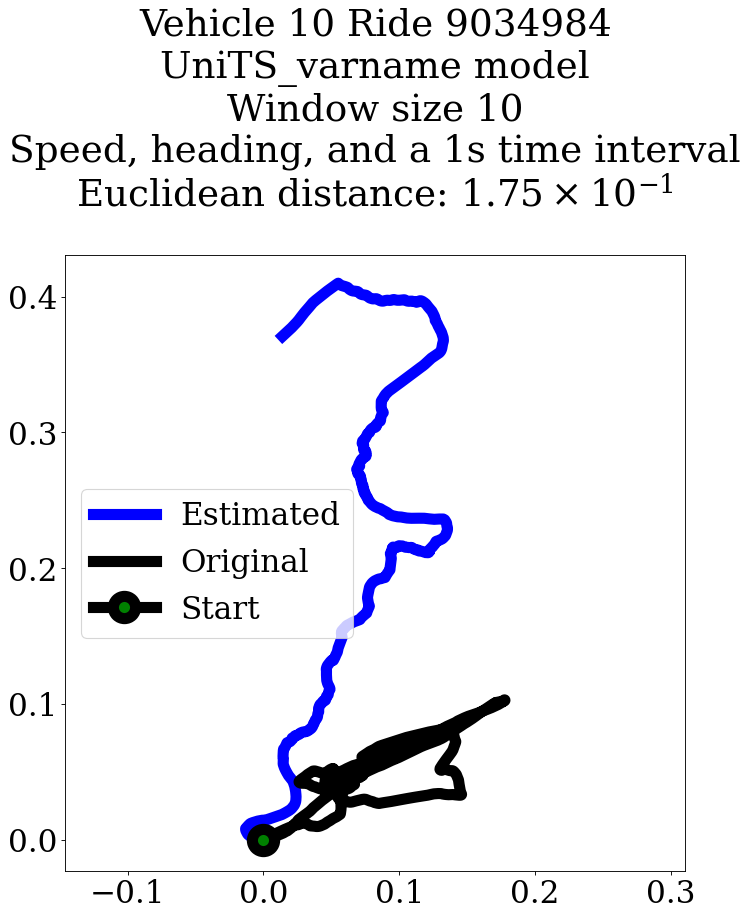 Vehicle 10 Ride 9034984
UniTS_varname model
Window size 10
Speed, heading, and a 1s time interval
Euclidean distance: 1.75 × 10⁻¹
0.4
0.3
0.2
0.1
0.0
Estimated
Original
Start
−0.1 0.0 0.1 0.2 0.3